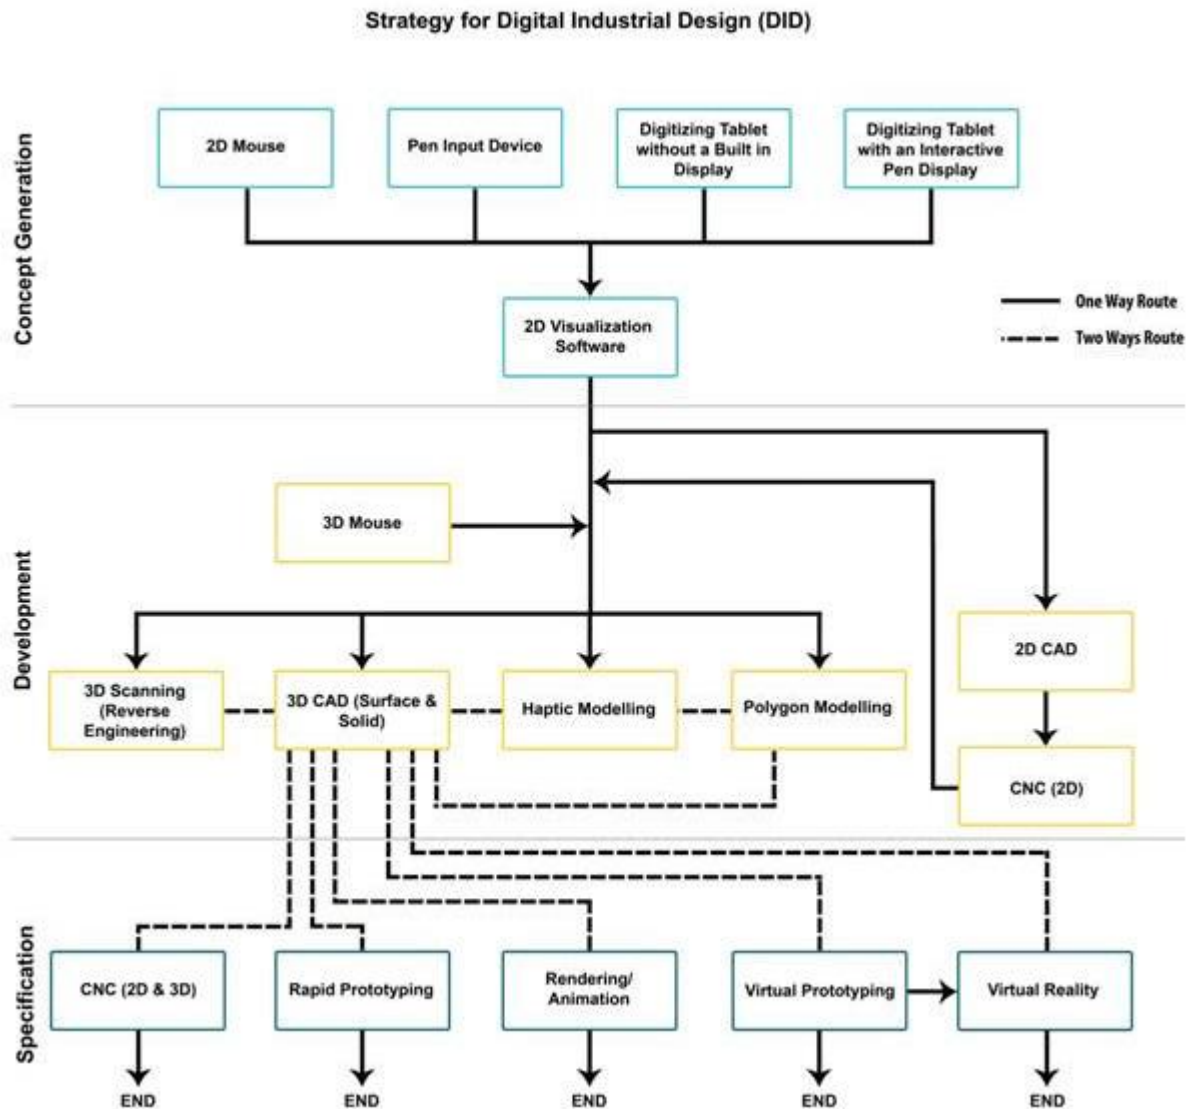 Strategy for Digital Industrial Design (DID)
Concept Generation
2D Mouse
Pen Input Device
Digitizing Tablet
without a Built in
Display
Digitizing Tablet
with an Interactive
Pen Display
2D Visualization
Software
One Way Route
Two Ways Route
Development
3D Mouse
2D CAD
3D Scanning
(Reverse
Engineering)
3D CAD (Surface &
Solid)
Haptic Modelling
Polygon Modelling
CNC (2D)
Specification
CNC (2D & 3D)
Rapid Prototyping
Rendering/
Animation
Virtual Prototyping
Virtual Reality
END
END
END
END
END